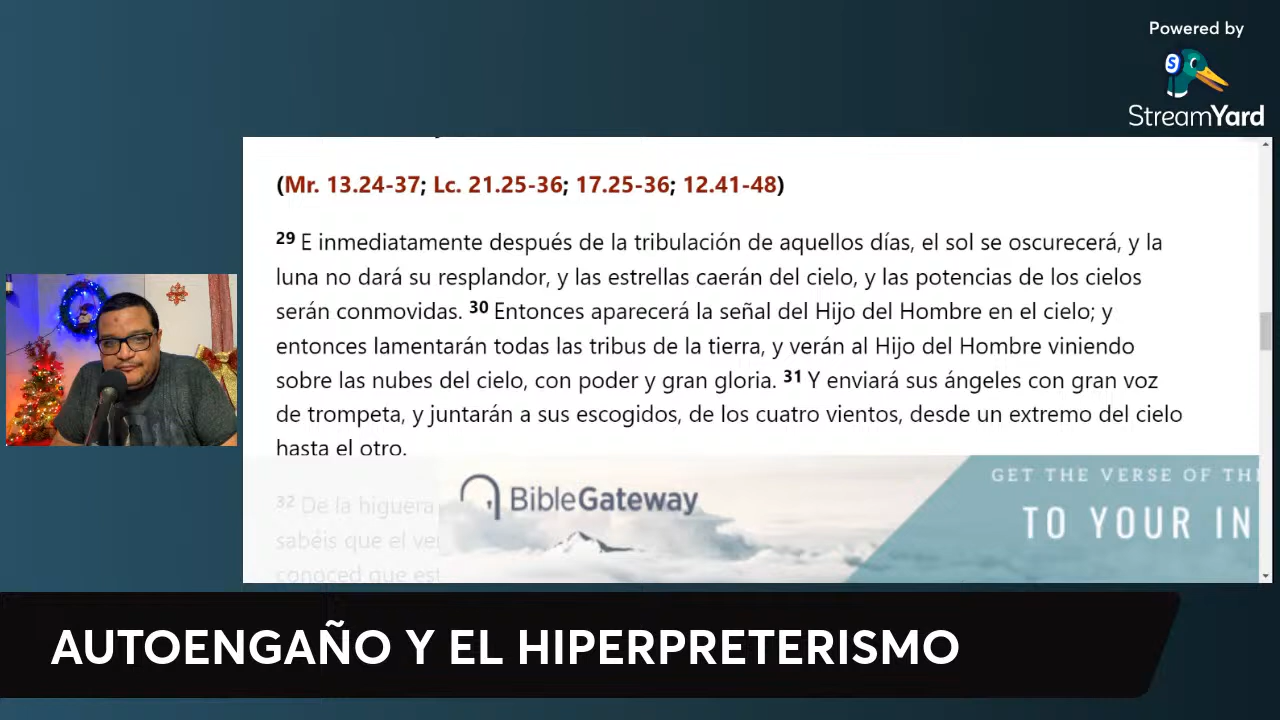 Powered by
StreamYard
(Mr. 13.24-37; Lc. 21.25-36; 17.25-36; 12.41-48)
29 E inmediatamente después de la tribulación de aquellos días, el sol se oscurecerá, y la
luna no dará su resplandor, y las estrellas caerán del cielo, y las potencias de los cielos
serán conmovidas. 30 Entonces aparecerá la señal del Hijo del Hombre en el cielo; y
entonces lamentarán todas las tribus de la tierra, y verán al Hijo del Hombre viniendo
sobre las nubes del cielo, con poder y gran gloria. 31 Y enviará sus ángeles con gran voz
de trompeta, y juntarán a sus escogidos, de los cuatro vientos, desde un extremo del cielo
hasta el otro.
32 De la higuera
sabéis que el
conoced que
BibleGateway
GET THE VERSE OF
TO YOUR IN
AUTOENGAÑO Y EL HIPERPRETERISMO